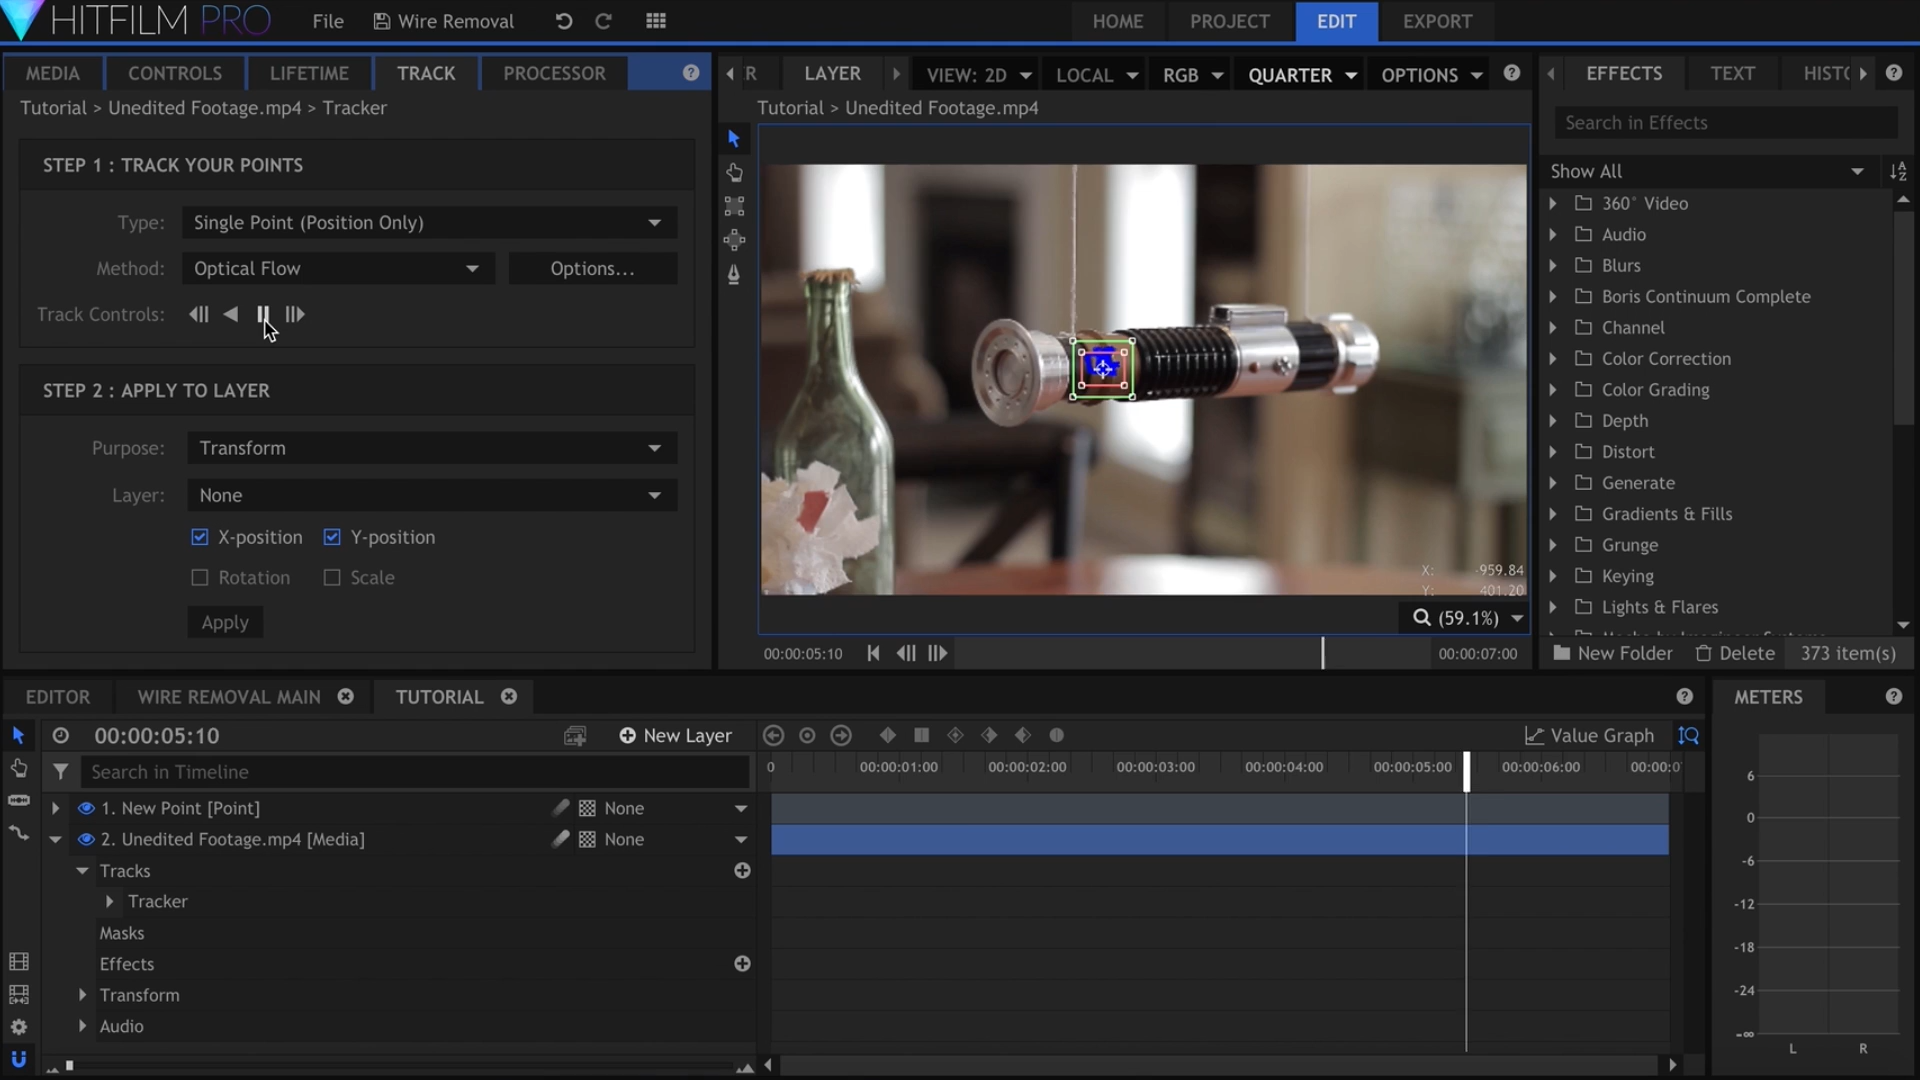 HITFILM PRO
File
Wire Removal
HOME
PROJECT
EDIT
EXPORT
MEDIA
CONTROLS
LIFETIME
TRACK
PROCESSOR
Tutorial > Unedited Footage.mp4 > Tracker
STEP 1 : TRACK YOUR POINTS
Type:
Single Point (Position Only)
Method:
Optical Flow
Options...
Track Controls:
STEP 2 : APPLY TO LAYER
Purpose:
Transform
Layer:
None
X-position
Y-position
Rotation
Scale
Apply
R
LAYER
VIEW: 2D
LOCAL
RGB
QUARTER
OPTIONS
Tutorial > Unedited Footage.mp4
X: -959.84
Y: 401.20
(59.1%)
00:00:05:10
00:00:07:00
EFFECTS
TEXT
HISTO
Search in Effects
Show All
360° Video
Audio
Blurs
Boris Continuum Complete
Channel
Color Correction
Color Grading
Depth
Distort
Generate
Gradients & Fills
Grunge
Keying
Lights & Flares
New Folder
Delete
373 item(s)
EDITOR
WIRE REMOVAL MAIN
TUTORIAL
00:00:05:10
New Layer
Value Graph
Search in Timeline
0
00:00:01:00
00:00:02:00
00:00:03:00
00:00:04:00
00:00:05:00
00:00:06:00
00:00:0
1. New Point [Point]
None
2. Unedited Footage.mp4 [Media]
None
Tracks
Tracker
Masks
Effects
Transform
Audio
METERS
6
0
-6
-12
-18
-24
-∞
L
R